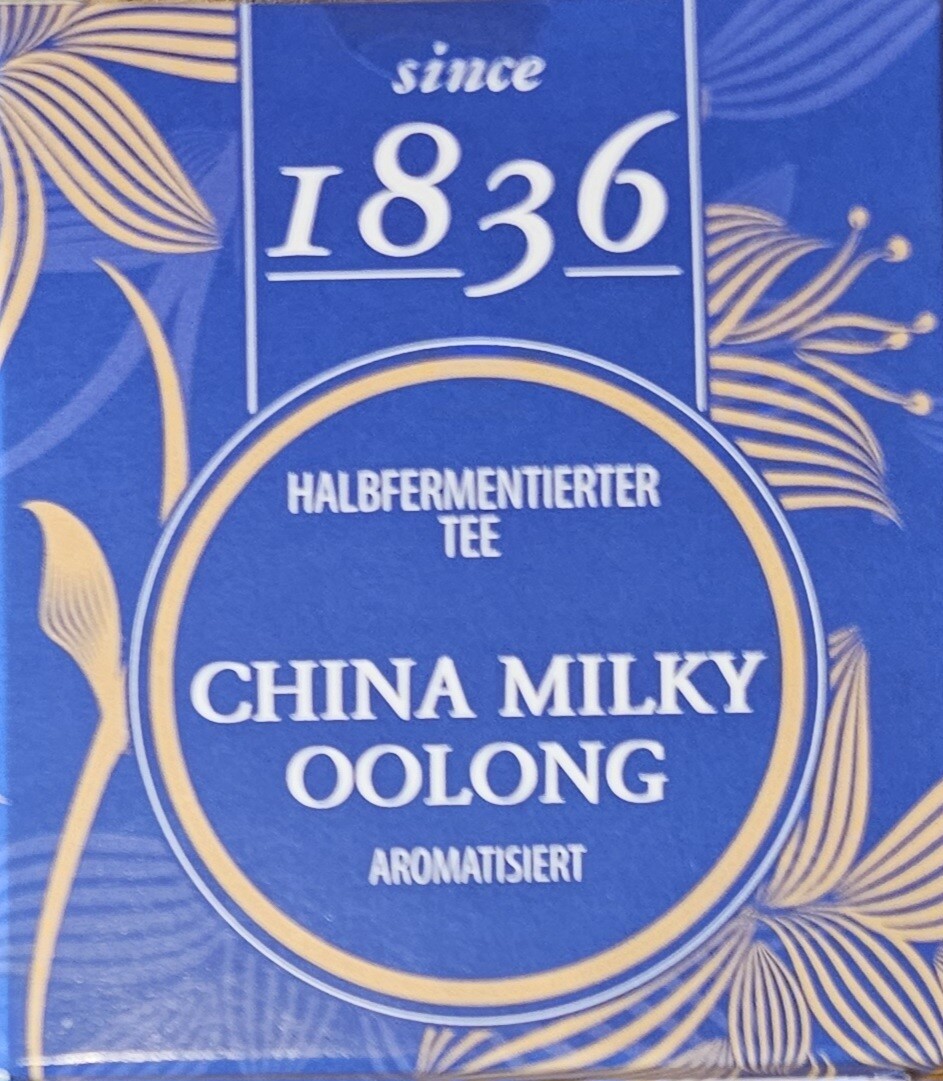 since
1836
HALBFERMENTIERTER
TEE
CHINA MILKY
OOLONG
AROMATISIERT